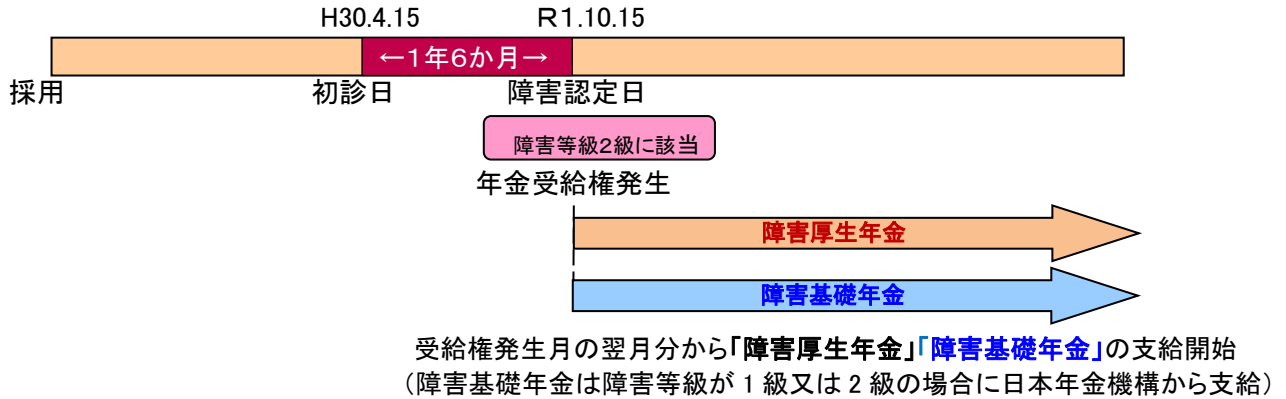 H30.4.15 R1.10.15
←1年6か月→
採用 初診日 障害認定日
障害等級2級に該当
年金受給権発生
障害厚生年金
障害基礎年金
受給権発生月の翌月分から「障害厚生年金」「障害基礎年金」の支給開始
（障害基礎年金は障害等級が1級又は2級の場合に日本年金機構から支給）